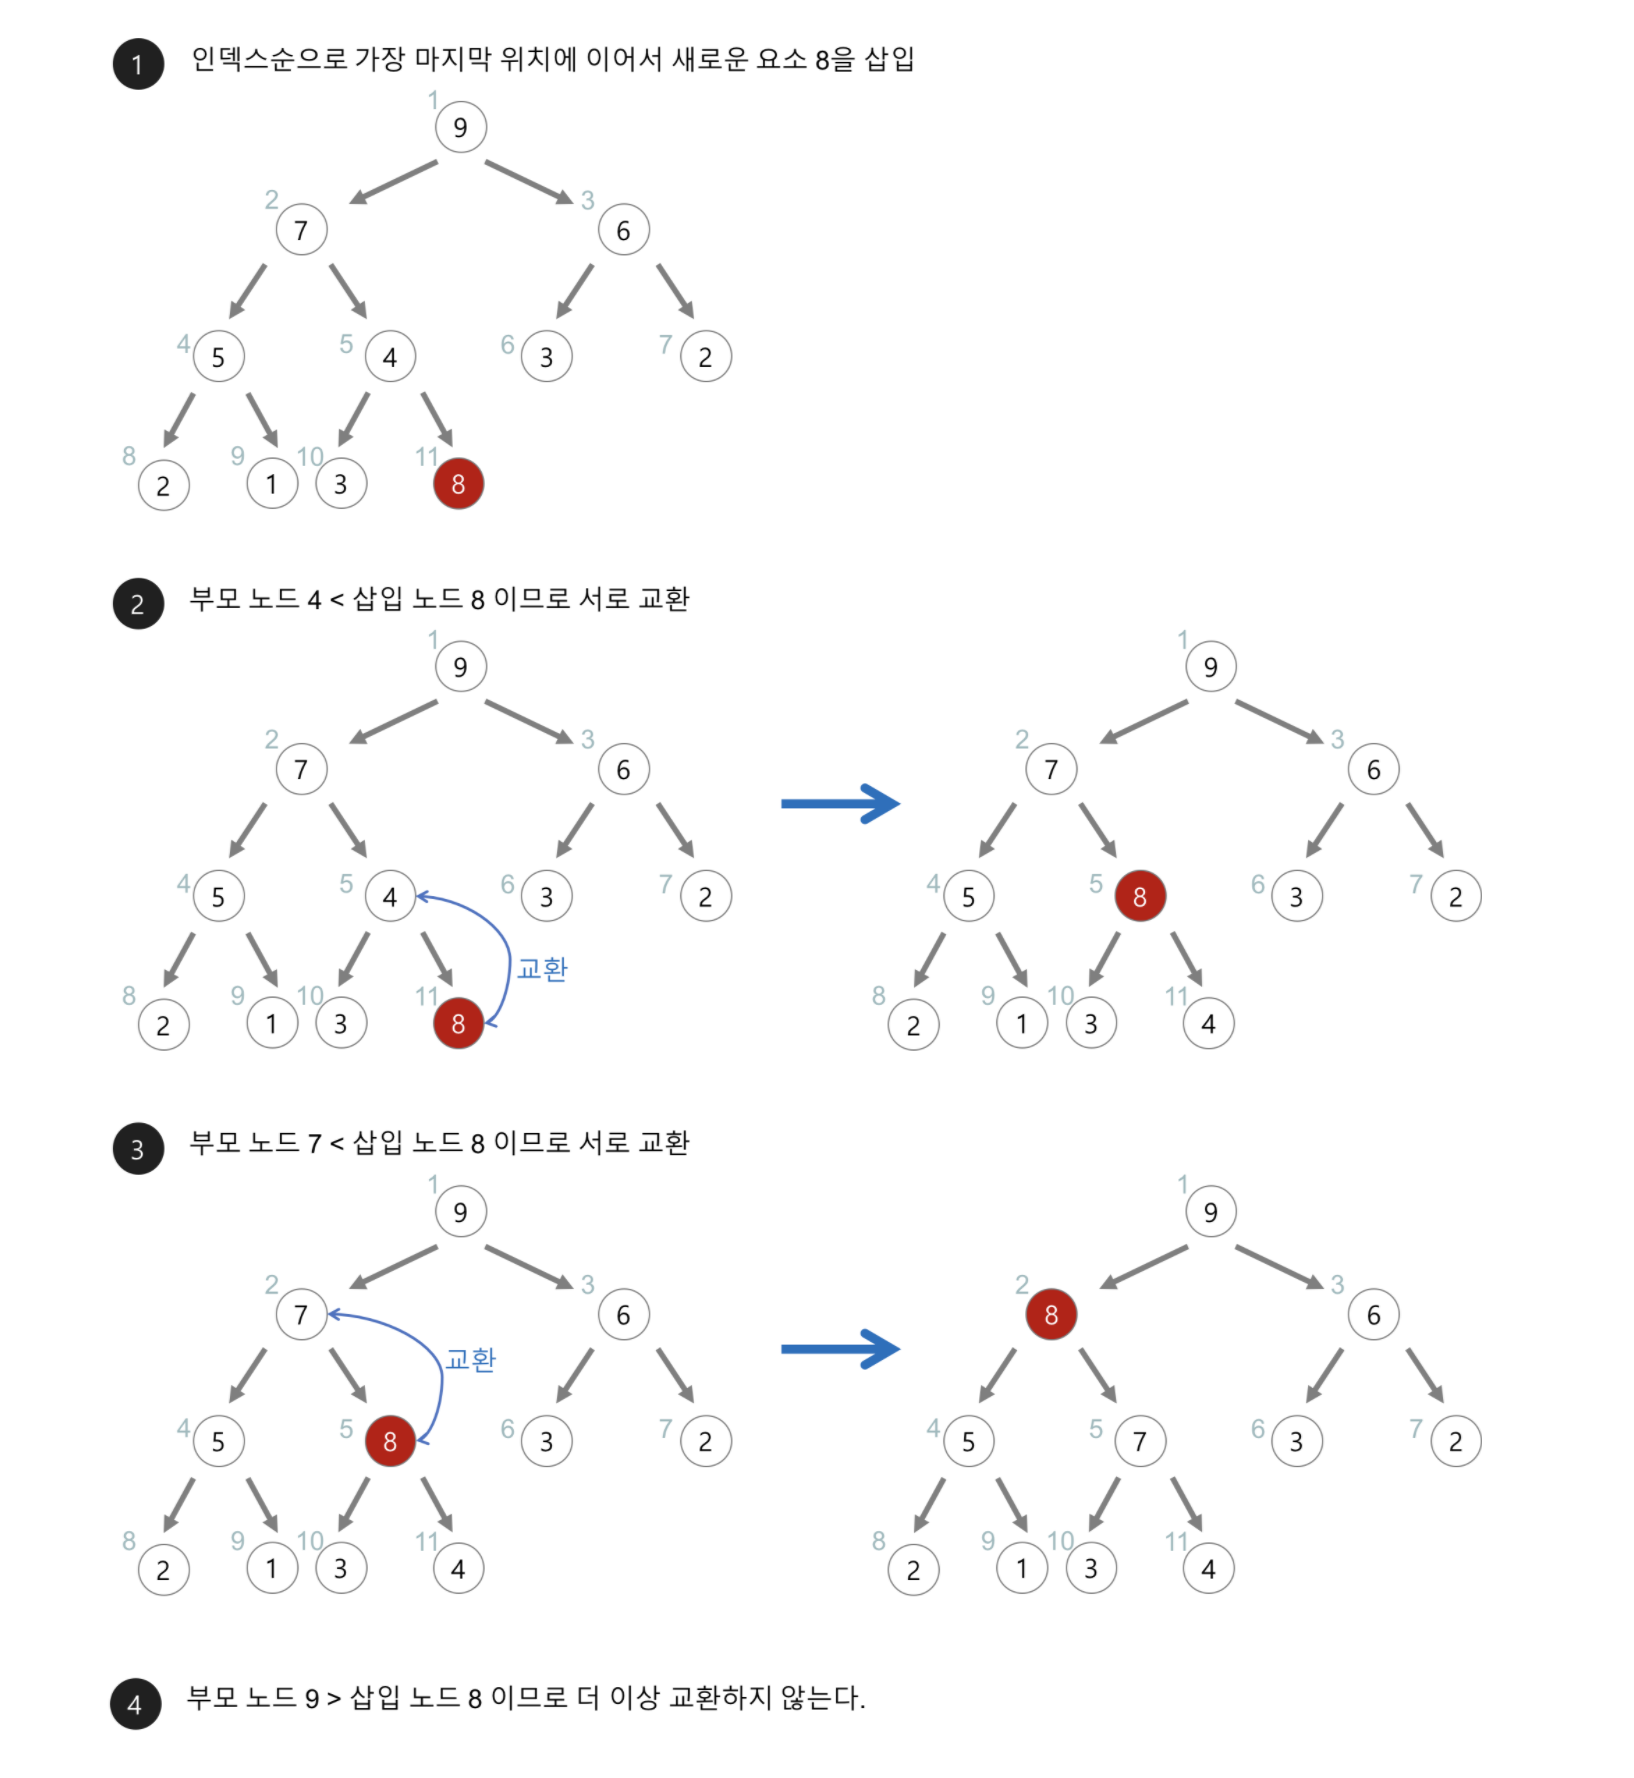 1 인덱스순으로 가장 마지막 위치에 이어서 새로운 요소 8을 삽입
1
9
2 3
7 6
4 5 6 7
5 4 3 2
8 9 10 11
2 1 3 8
2 부모 노드 4 < 삽입 노드 8 이므로 서로 교환
1 1
9 9
2 3 2 3
7 6 7 6
4 5 6 7 4 5 6 7
5 4 3 2 5 8 3 2
교환
8 9 10 11 8 9 10 11
2 1 3 8 2 1 3 4
3 부모 노드 7 < 삽입 노드 8 이므로 서로 교환
1 1
9 9
2 3 2 3
7 6 8 6
교환
4 5 6 7 4 5 6 7
5 8 3 2 5 7 3 2
8 9 10 11 8 9 10 11
2 1 3 4 2 1 3 4
4 부모 노드 9 > 삽입 노드 8 이므로 더 이상 교환하지 않는다.